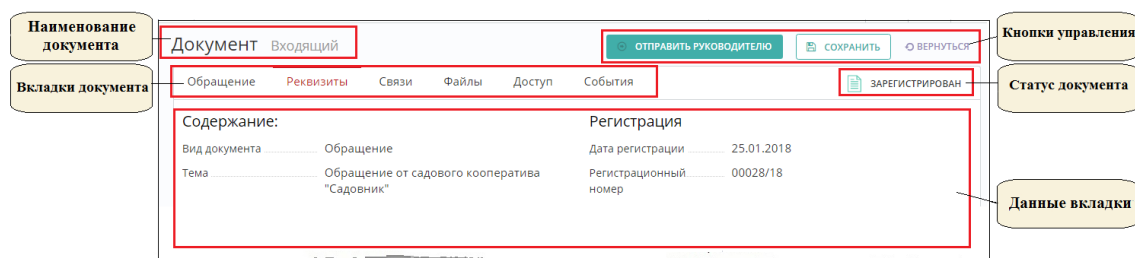 Наименование
документа
Документ Входящий
ОТПРАВИТЬ РУКОВОДИТЕЛЮ СОХРАНИТЬ ВЕРНУТЬСЯ
Кнопки управления
Вкладки документа
Обращение Реквизиты Связи Файлы Доступ События
ЗАРЕГИСТРИРОВАН
Статус документа
Содержание: Регистрация
Вид документа Обращение Дата регистрации 25.01.2018
Тема Обращение от садового кооператива Регистрационный 00028/18
"Садовник" номер
Данные вкладки